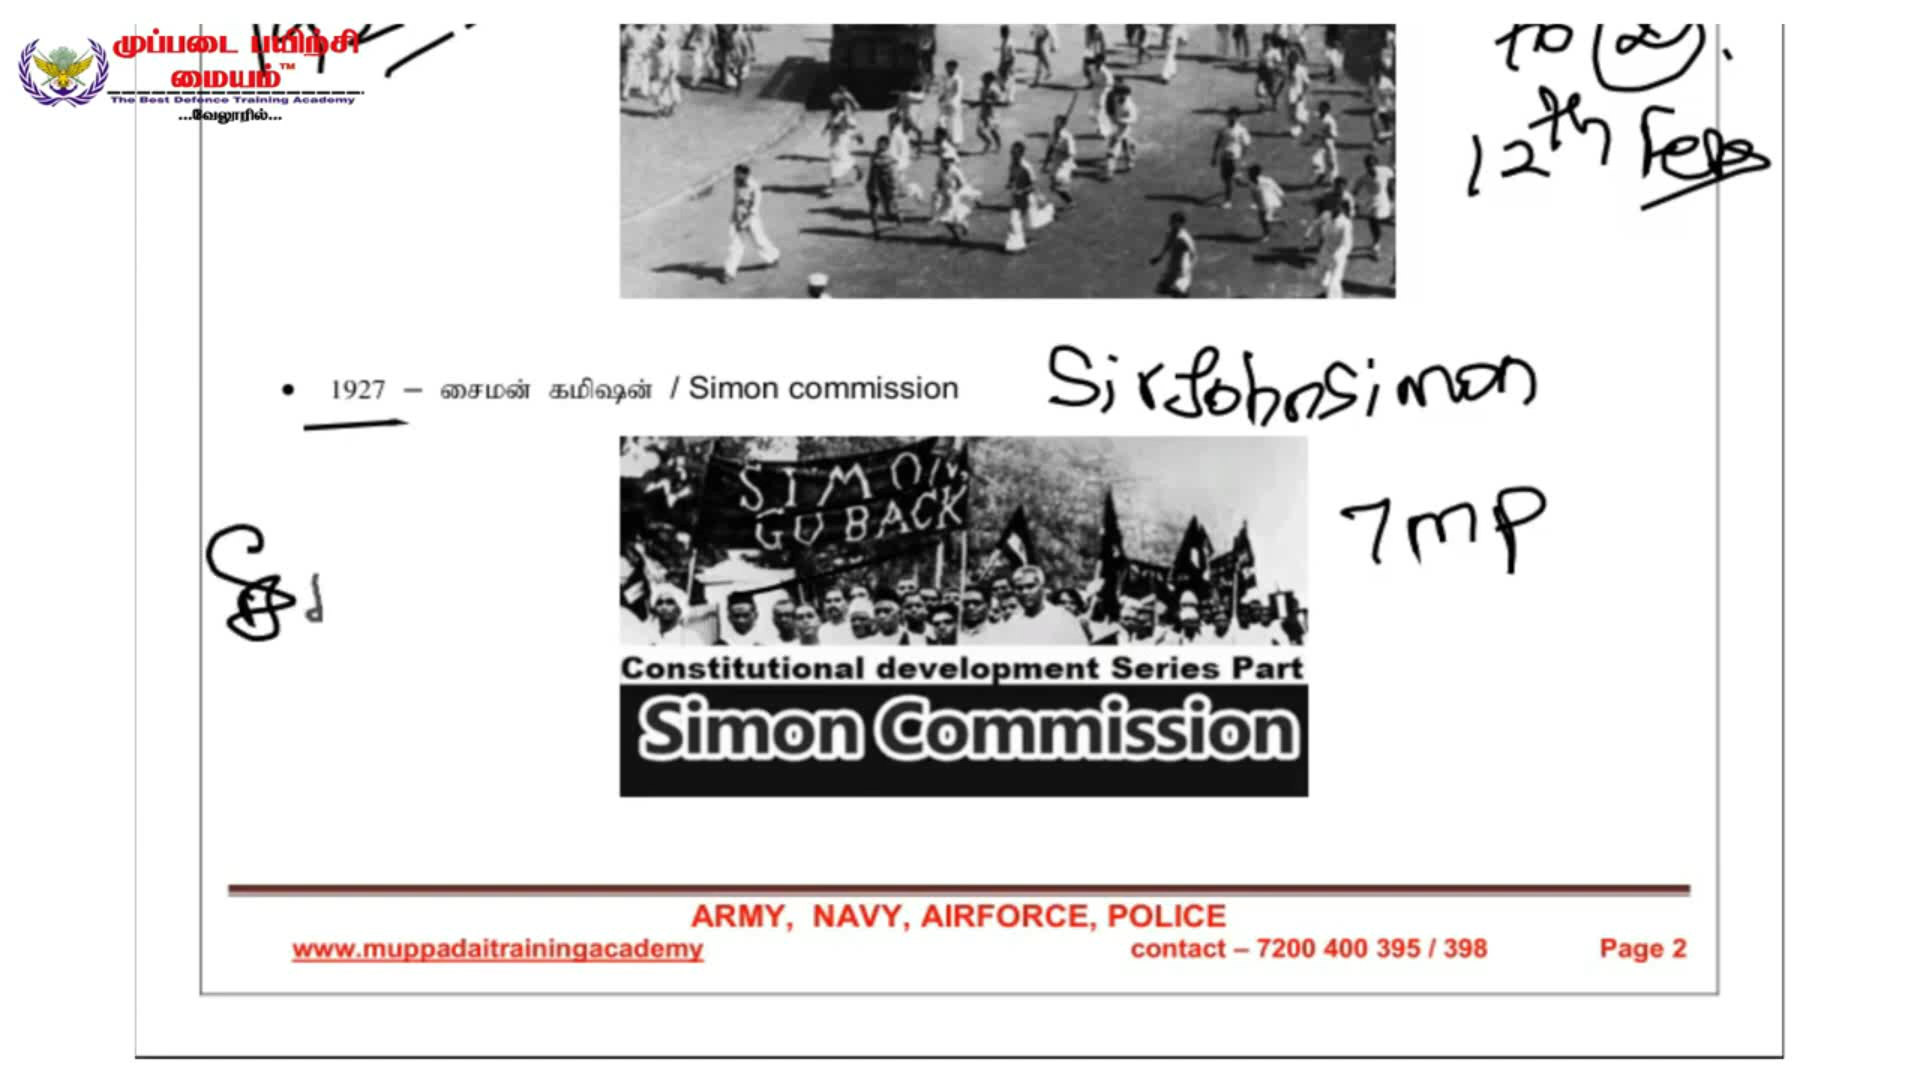 முப்படை பயிற்சி
மையம்™
The Best Defence Training Academy
...வேலூரில்...
to
12th
• 1927 – சைமன் கமிஷன் / Simon commission
Sir John Simon
SIMON
GO BACK
7 MP
Constitutional development Series Part
Simon Commission
ARMY, NAVY, AIRFORCE, POLICE
www.muppadaitrainingacademy
contact – 7200 400 395 / 398
Page 2